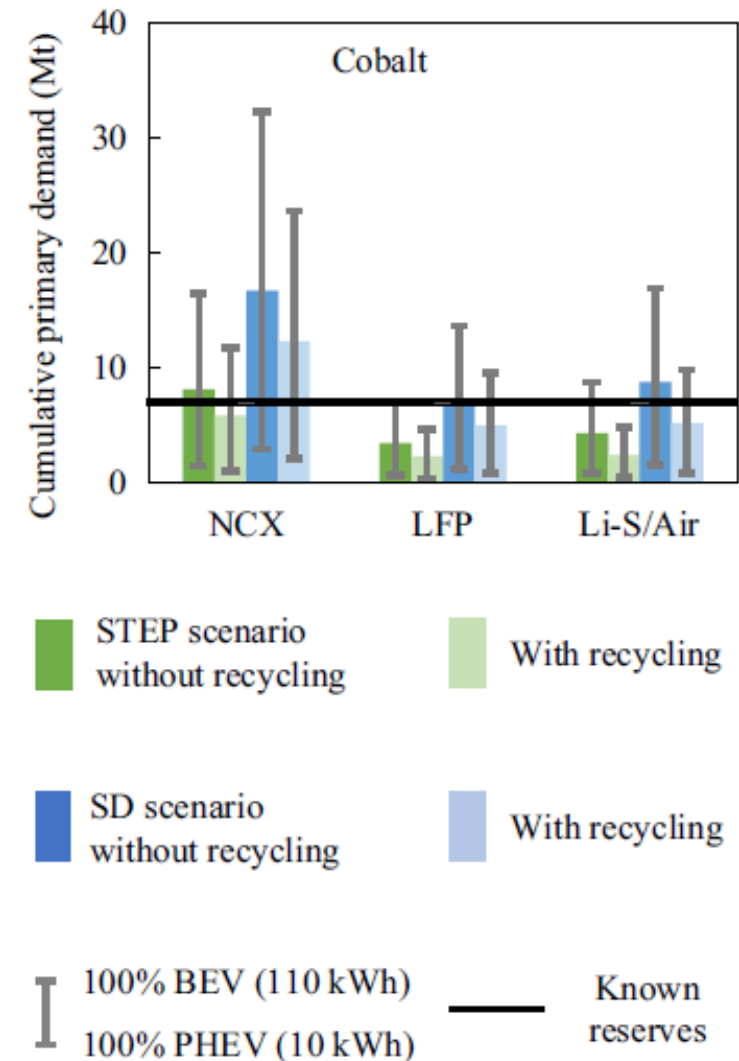 Cumulative primary demand (Mt)
40
30
20
10
0
Cobalt
NCX
LFP
Li-S/Air
STEP scenario
without recycling
With recycling
SD scenario
without recycling
With recycling
100% BEV (110 kWh)
100% PHEV (10 kWh)
Known
reserves